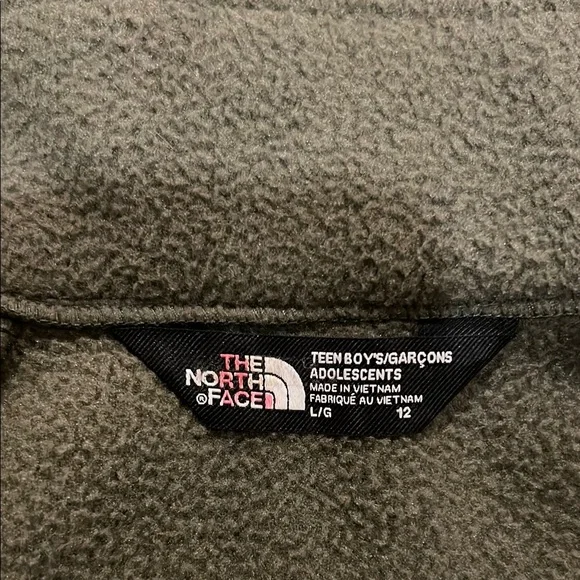 THE
NORTH
®FACE
TEEN BOY'S/GARÇONS
ADOLESCENTS
MADE IN VIETNAM
FABRIQUÉ AU VIETNAM
L/G 12